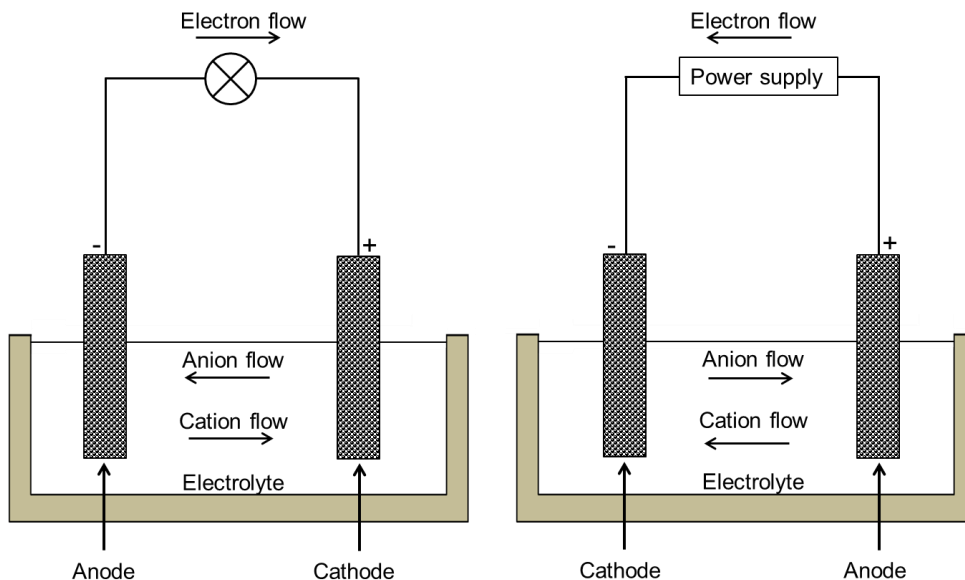 Electron flow
-
+
Anion flow
Cation flow
Electrolyte
Anode
Cathode
Electron flow
Power supply
-
+
Anion flow
Cation flow
Electrolyte
Cathode
Anode